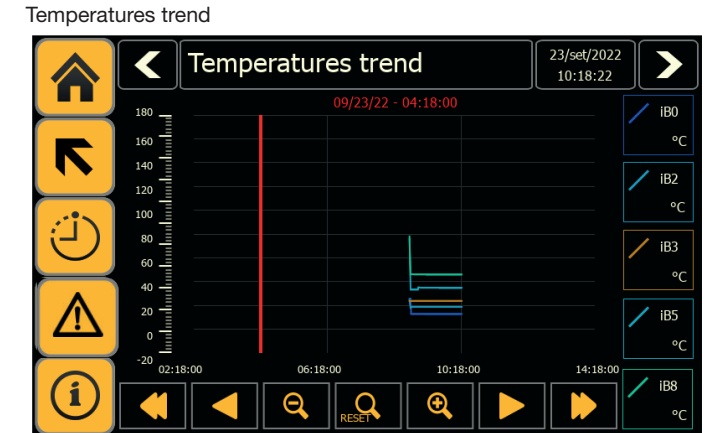 Temperatures trend
Temperatures trend
23/set/2022
10:18:22
09/23/22 - 04:18:00
180
160
140
120
100
80
60
40
20
0
-20
02:18:00
06:18:00
10:18:00
14:18:00
iB0
°C
iB2
°C
iB3
°C
iB5
°C
iB8
°C
RESET